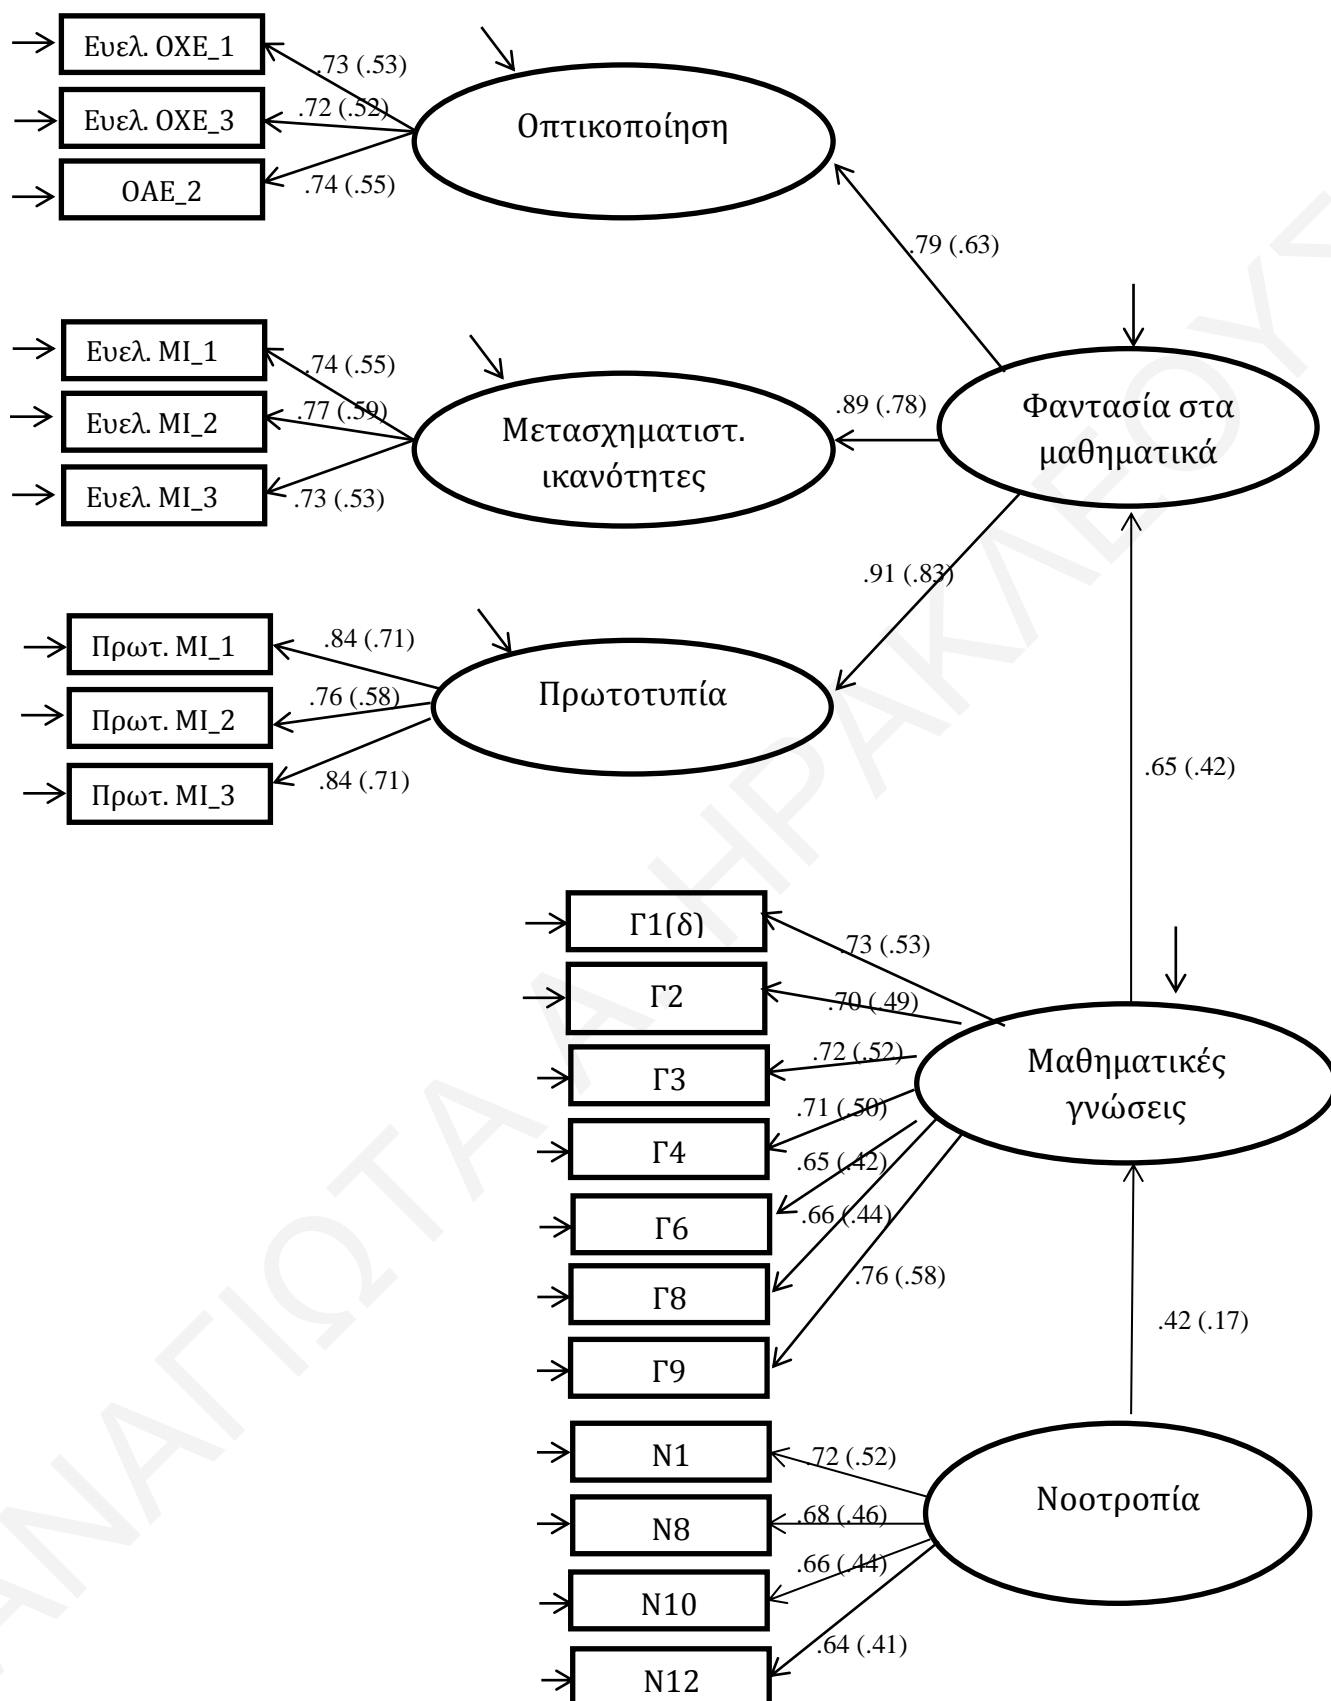 Ευελ. ΟΧΕ_1
.73 (.53)
Ευελ. ΟΧΕ_3
.72 (.52)
ΟΑΕ_2
.74 (.55)
Οπτικοποίηση
.79 (.63)
Ευελ. ΜΙ_1
.74 (.55)
Ευελ. ΜΙ_2
.77 (.59)
Ευελ. ΜΙ_3
.73 (.53)
Μετασχηματιστ.
ικανότητες
.89 (.78)
Φαντασία στα
μαθηματικά
.91 (.83)
Πρωτ. ΜΙ_1
.84 (.71)
Πρωτ. ΜΙ_2
.76 (.58)
Πρωτ. ΜΙ_3
.84 (.71)
Πρωτοτυπία
.65 (.42)
Γ1(δ)
.73 (.53)
Γ2
.70 (.49)
Γ3
.72 (.52)
Γ4
.71 (.50)
Γ6
.65 (.42)
Γ8
.66 (.44)
Γ9
.76 (.58)
Μαθηματικές
γνώσεις
.42 (.17)
Ν1
.72 (.52)
Ν8
.68 (.46)
Ν10
.66 (.44)
Ν12
.64 (.41)
Νοοτροπία
ΑΝΑΓΙΩΤΑ Α. ΗΡΑΚΛΕΟΥΣ